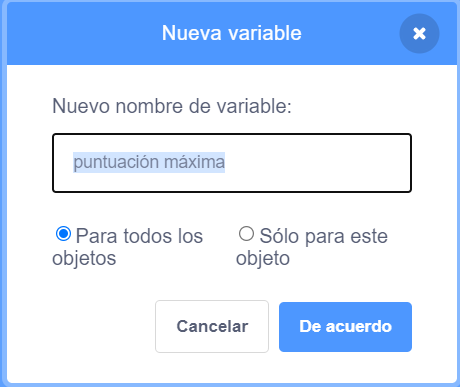 Nueva variable
Nuevo nombre de variable:
puntuación máxima
Para todos los
objetos
Sólo para este
objeto
Cancelar
De acuerdo